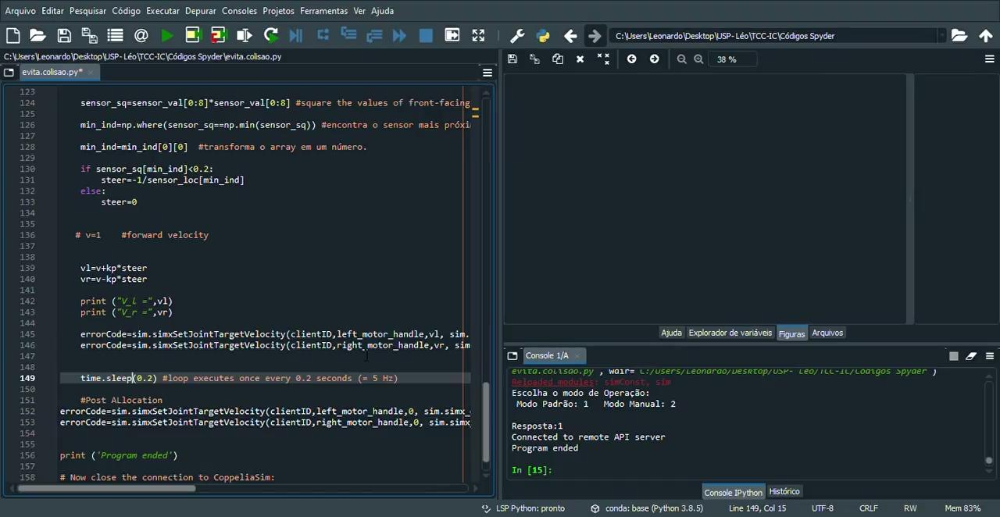 Arquivo Editar Pesquisar Código Executar Depurar Consoles Projetos Ferramentas Ver Ajuda
C:\Users\Leonardo\Desktop\USP- Léo\TCC-IC\Códigos Spyder
C:\Users\Leonardo\Desktop\USP- Léo\TCC-IC\Códigos Spyder\evita.colisao.py
evita.colisao.py*
38 %
123
124 sensor_sq=sensor_val[0:8]*sensor_val[0:8] #square the values of front-facing
125
126 min_ind=np.where(sensor_sq==np.min(sensor_sq)) #encontra o sensor mais próxi
127
128 min_ind=min_ind[0][0] #transforma o array em um número.
129
130 if sensor_sq[min_ind]<0.2:
131 steer=-1/sensor_loc[min_ind]
132 else:
133 steer=0
134
135
136 # v=1 #forward velocity
137
138
139 vl=v+kp*steer
140 vr=v-kp*steer
141
142 print ("V_l =",vl)
143 print ("V_r =",vr)
144
145 errorCode=sim.simxSetJointTargetVelocity(clientID,left_motor_handle,vl, sim.
146 errorCode=sim.simxSetJointTargetVelocity(clientID,right_motor_handle,vr, sim
147
148
149 time.sleep(0.2) #loop executes once every 0.2 seconds (= 5 Hz)
150
151 #Post ALlocation
152 errorCode=sim.simxSetJointTargetVelocity(clientID,left_motor_handle,0, sim.simx_
153 errorCode=sim.simxSetJointTargetVelocity(clientID,right_motor_handle,0, sim.simx
154
155
156 print ('Program ended')
157
158 # Now close the connection to CoppeliaSim:
Ajuda Explorador de variáveis Figuras Arquivos
Console 1/A
evita.colisao.py', wdir='C:/Users/Leonardo/Desktop/USP- Léo/TCC-IC/Códigos Spyder')
Reloaded modules: simConst, sim
Escolha o modo de Operação:
Modo Padrão: 1 Modo Manual: 2
Resposta:1
Connected to remote API server
Program ended
In [15]:
Console IPython Histórico
LSP Python: pronto conda: base (Python 3.8.5) Line 149, Col 15 UTF-8 CRLF RW Mem 83%